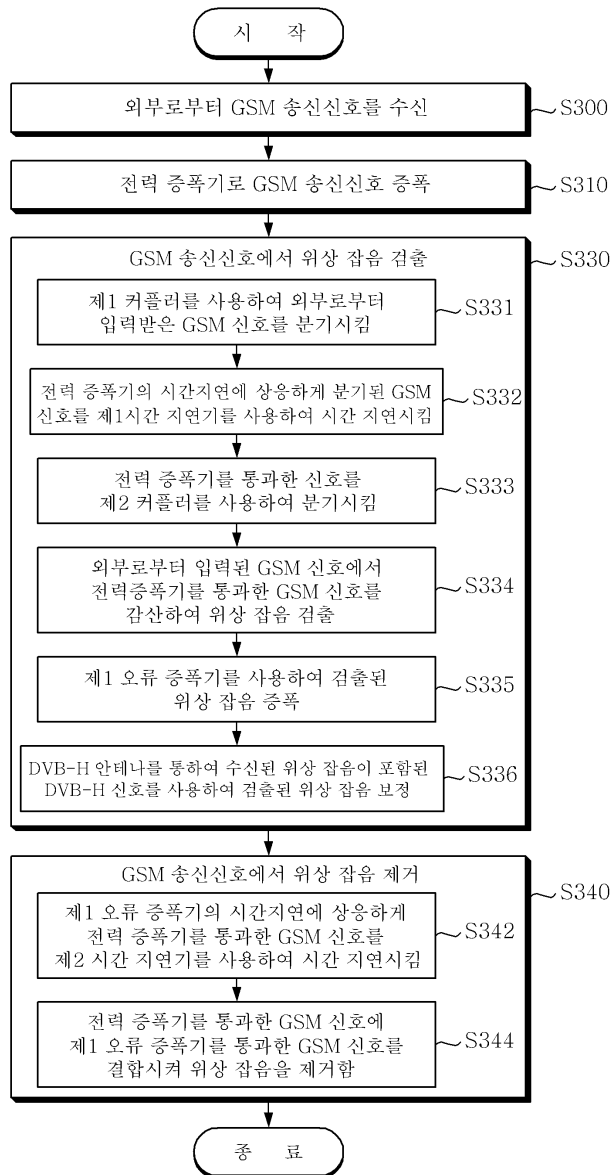 시 작
외부로부터 GSM 송신신호를 수신
S300
전력 증폭기로 GSM 송신신호 증폭
S310
GSM 송신신호에서 위상 잡음 검출
S330
제1 커플러를 사용하여 외부로부터
입력받은 GSM 신호를 분기시킴
S331
전력 증폭기의 시간지연에 상응하게 분기된 GSM
신호를 제1시간 지연기를 사용하여 시간 지연시킴
S332
전력 증폭기를 통과한 신호를
제2 커플러를 사용하여 분기시킴
S333
외부로부터 입력된 GSM 신호에서
전력증폭기를 통과한 GSM 신호를
감산하여 위상 잡음 검출
S334
제1 오류 증폭기를 사용하여 검출된
위상 잡음 증폭
S335
DVB-H 안테나를 통하여 수신된 위상 잡음이 포함된
DVB-H 신호를 사용하여 검출된 위상 잡음 보정
S336
GSM 송신신호에서 위상 잡음 제거
S340
제1 오류 증폭기의 시간지연에 상응하게
전력 증폭기를 통과한 GSM 신호를
제2 시간 지연기를 사용하여 시간 지연시킴
S342
전력 증폭기를 통과한 GSM 신호에
제1 오류 증폭기를 통과한 GSM 신호를
결합시켜 위상 잡음을 제거함
S344
종 료